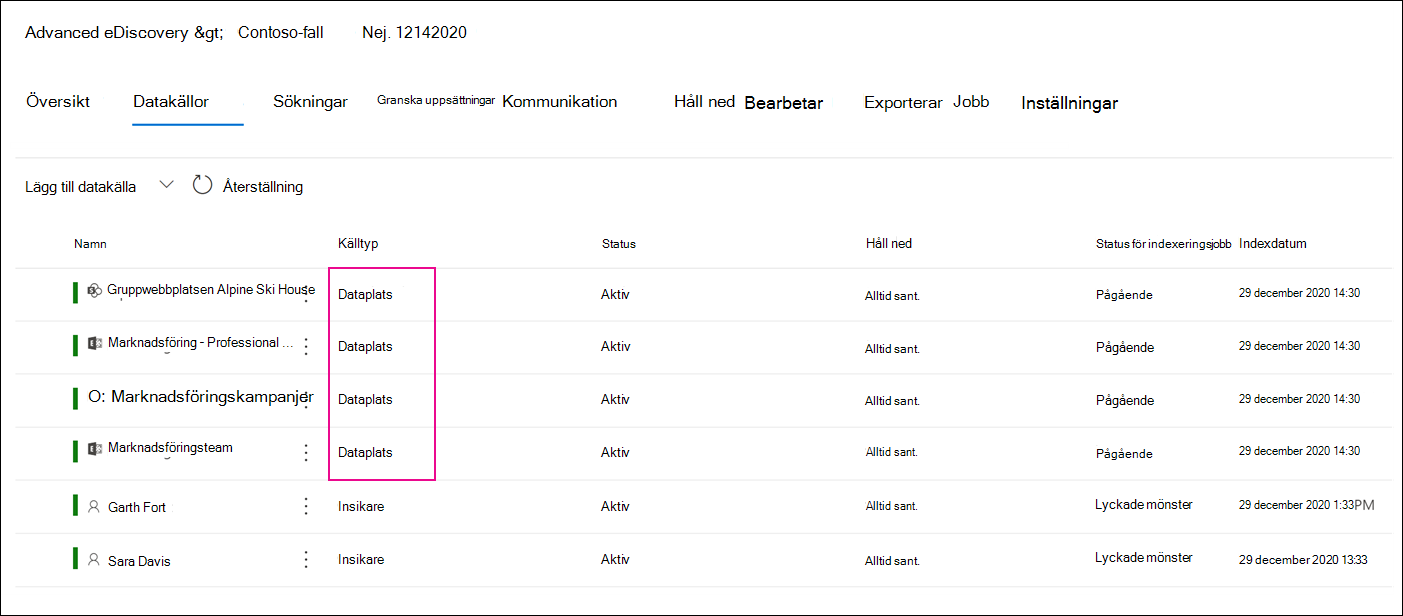 Advanced eDiscovery &gt; Contoso-fall Nej. 12142020
Översikt Datakällor Sökningar Granska uppsättningar Kommunikation Håll ned Bearbetar Exporterar Jobb Inställningar
Lägg till datakälla Återställning
Namn Källtyp Status Håll ned Status för indexeringsjobb Indexdatum
Gruppwebbplatsen Alpine Ski House Dataplats Aktiv Alltid sant. Pågående 29 december 2020 14:30
Marknadsföring - Professional ... Dataplats Aktiv Alltid sant. Pågående 29 december 2020 14:30
O: Marknadsföringskampanjer Dataplats Aktiv Alltid sant. Pågående 29 december 2020 14:30
Marknadsföringsteam Dataplats Aktiv Alltid sant. Pågående 29 december 2020 14:30
Garth Fort Insikare Aktiv Alltid sant. Lyckade mönster 29 december 2020 1:33PM
Sara Davis Insikare Aktiv Alltid sant. Lyckade mönster 29 december 2020 13:33